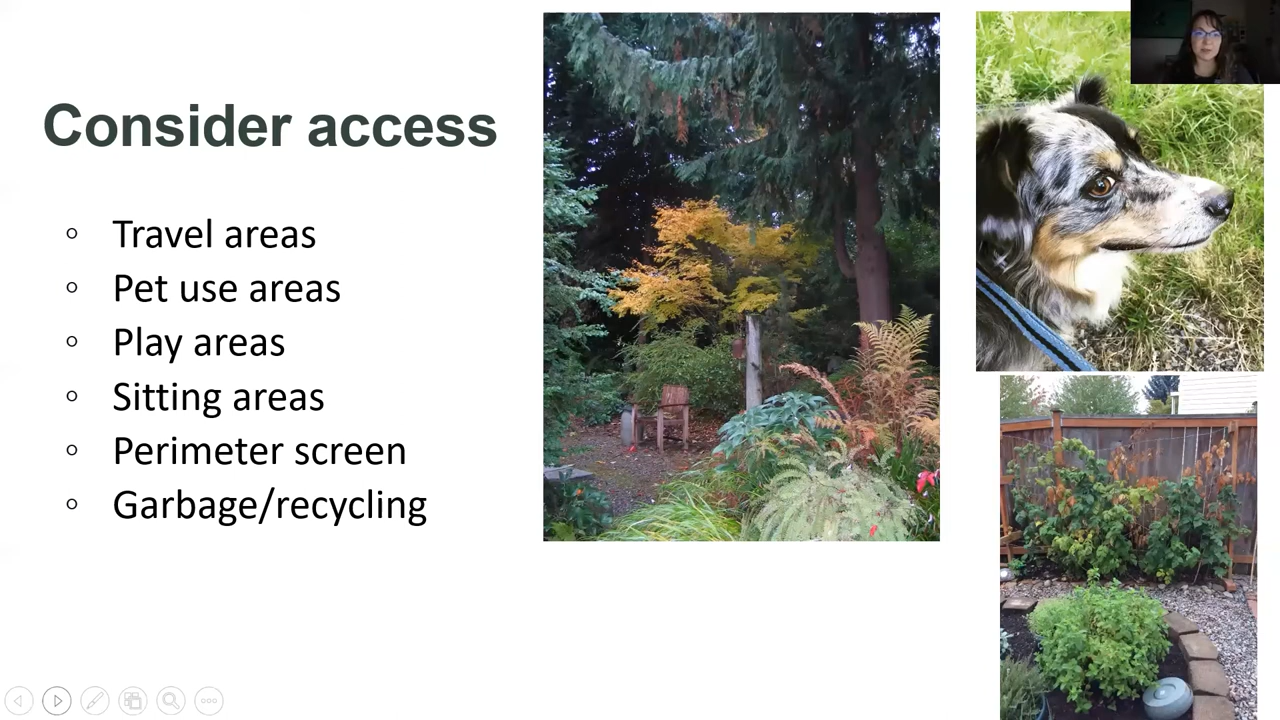 Consider access
Travel areas
Pet use areas
Play areas
Sitting areas
Perimeter screen
Garbage/recycling